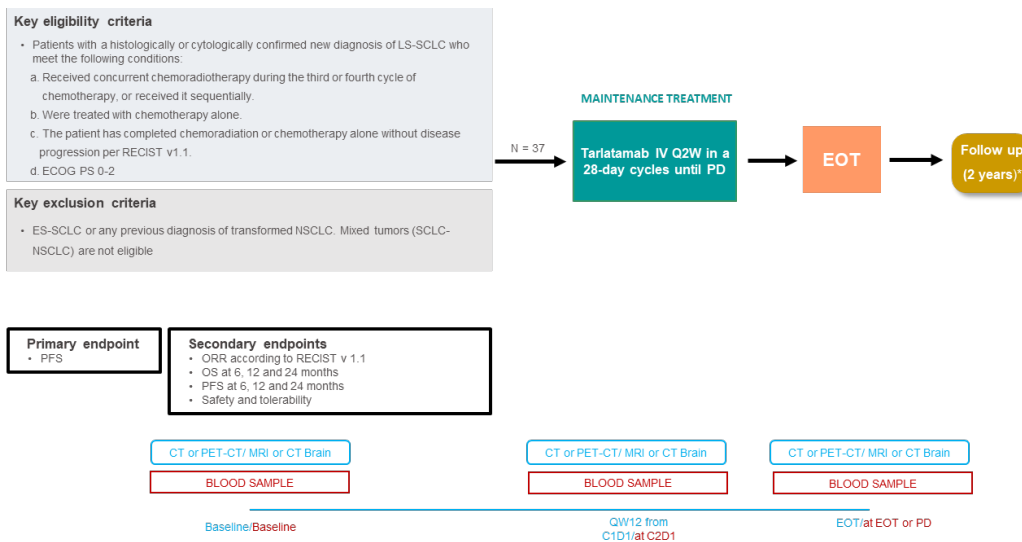 Key eligibility criteria
• Patients with a histologically or cytologically confirmed new diagnosis of LS-SCLC who
meet the following conditions:
a. Received concurrent chemoradiotherapy during the third or fourth cycle of
chemotherapy, or received it sequentially.
b. Were treated with chemotherapy alone.
c. The patient has completed chemoradiation or chemotherapy alone without disease
progression per RECIST v1.1.
d. ECOG PS 0-2
Key exclusion criteria
• ES-SCLC or any previous diagnosis of transformed NSCLC. Mixed tumors (SCLC-
NSCLC) are not eligible
N = 37
MAINTENANCE TREATMENT
Tarlatamab IV Q2W in a
28-day cycles until PD
EOT
Follow up
(2 years)*
Primary endpoint
• PFS
Secondary endpoints
• ORR according to RECIST v 1.1
• OS at 6, 12 and 24 months
• PFS at 6, 12 and 24 months
• Safety and tolerability
CT or PET-CT/ MRI or CT Brain
BLOOD SAMPLE
Baseline/Baseline
CT or PET-CT/ MRI or CT Brain
BLOOD SAMPLE
QW12 from
C1D1/at C2D1
CT or PET-CT/ MRI or CT Brain
BLOOD SAMPLE
EOT/at EOT or PD